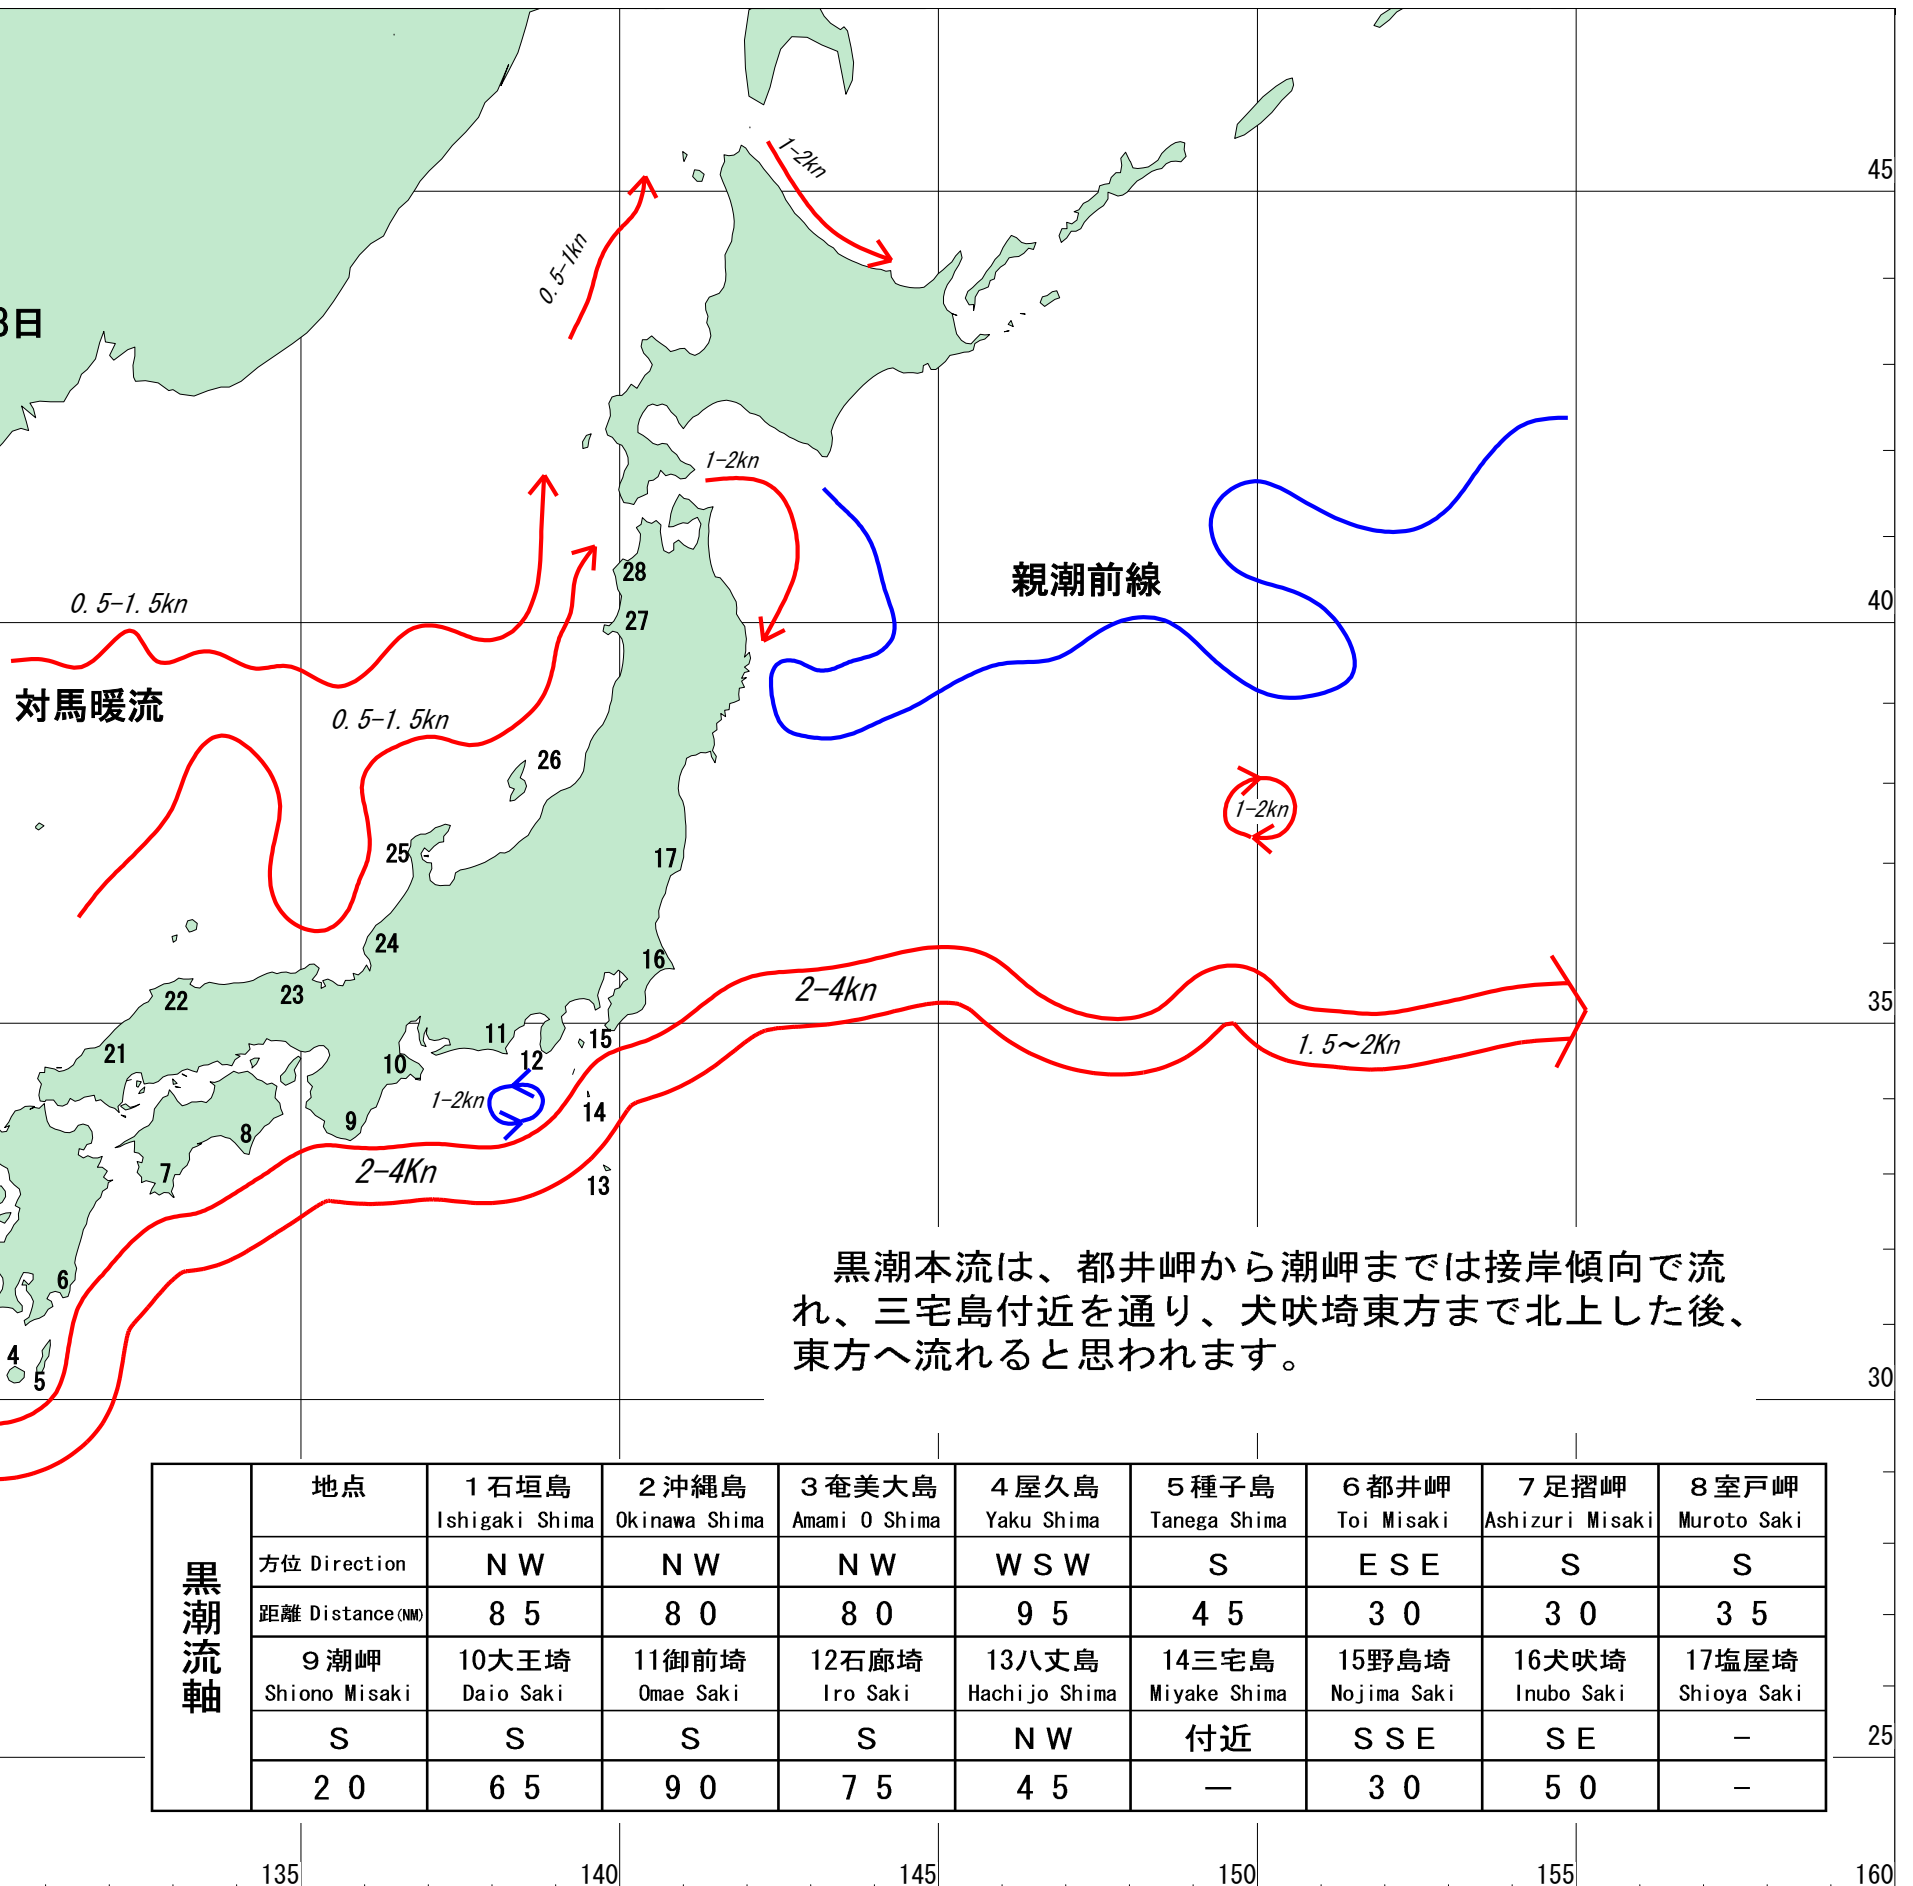 1-2kn
45
0.5-1kn
3日
1-2kn
親潮前線
28
40
0.5-1.5kn
27
対馬暖流
0.5-1.5kn
26
1-2kn
25
17
24
16
2-4kn
22
23
35
11
15
1.5～2Kn
21
10
12
1-2kn
14
9
8
2-4Kn
7
13
6
黒潮本流は、都井岬から潮岬までは接岸傾向で流
れ、三宅島付近を通り、犬吠埼東方まで北上した後、
東方へ流れると思われます。
4
5
30
黒潮流軸
地点 1石垣島 2沖縄島 3奄美大島 4屋久島 5種子島 6都井岬 7足摺岬 8室戸岬
Ishigaki Shima Okinawa Shima Amami O Shima Yaku Shima Tanega Shima Toi Misaki Ashizuri Misaki Muroto Saki
方位 Direction NW NW NW WSW S ESE S S
距離 Distance(NM) 85 80 80 95 45 30 30 35
9潮岬 10大王埼 11御前埼 12石廊埼 13八丈島 14三宅島 15野島埼 16犬吠埼 17塩屋埼
Shiono Misaki Daio Saki Omae Saki Iro Saki Hachijo Shima Miyake Shima Nojima Saki Inubo Saki Shioya Saki
S S S S NW 付近 SSE SE －
20 65 90 75 45 － 30 50 －
25
135 140 145 150 155 160